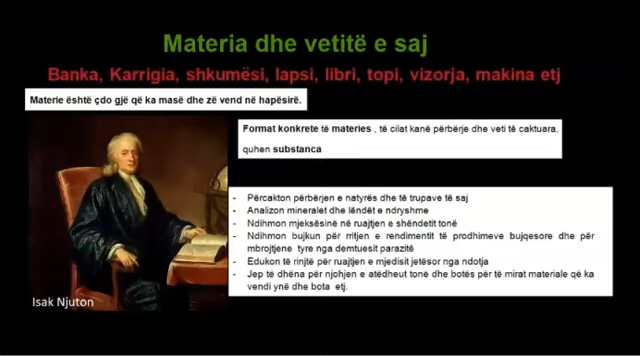 Materia dhe vetitë e saj
Banka, Karrigia, shkumësi, lapsi, libri, topi, vizorja, makina etj
Materie është çdo gjë që ka masë dhe zë vend në hapësirë.
Format konkrete të materies , të cilat kanë përbërje dhe veti të caktuara,
quhen substanca
- Përcakton përbërjen e natyrës dhe të trupave të saj
- Analizon mineralet dhe lëndët e ndryshme
- Ndihmon mjeksësinë në ruajtjen e shëndetit tonë
- Ndihmon bujkun për rritjen e rendimentit të prodhimeve bujqesore dhe për
mbrojtjene tyre nga demtuesit parazitë
- Edukon të rinjtë për ruajtjen e mjedisit jetësor nga ndotja
- Jep të dhëna për njohjen e atëdheut tonë dhe botës për të mirat materiale që ka
vendi ynë dhe bota etj.
Isak Njuton